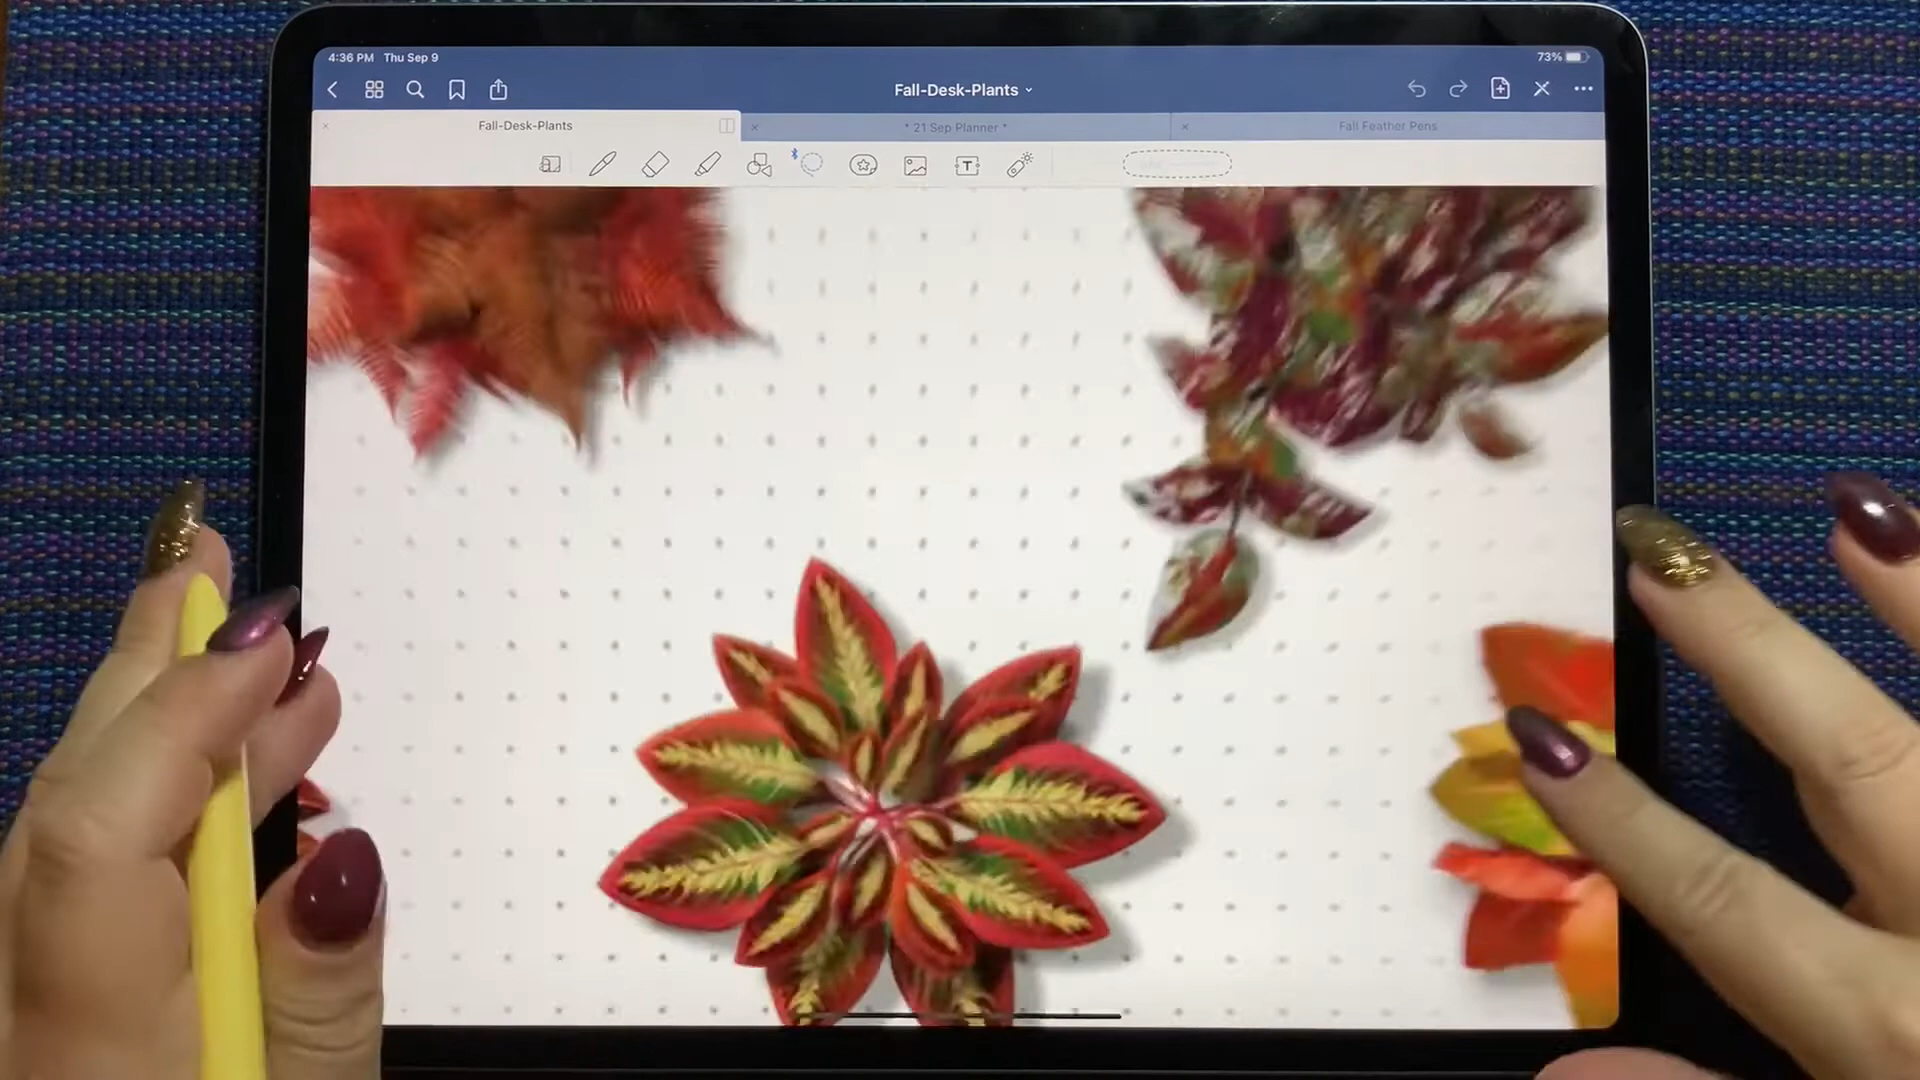 4:36 PM Thu Sep 9
73%
Fall-Desk-Plants
Fall-Desk-Plants
* 21 Sep Planner *
Fall Feather Pens
T